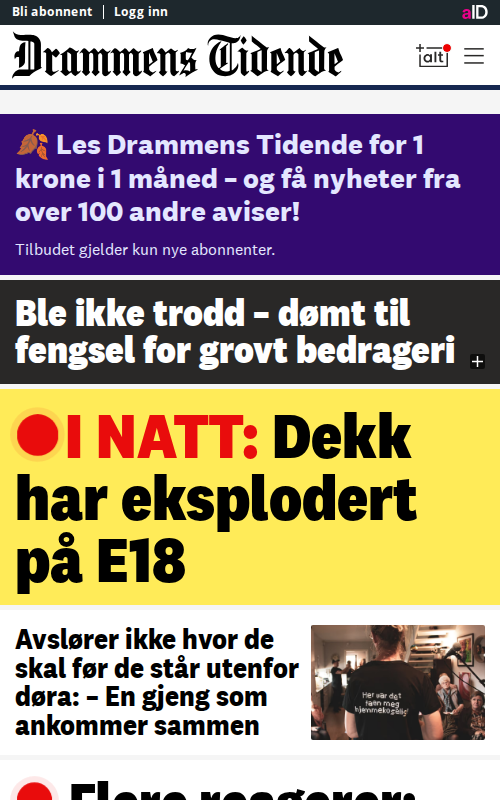 Bli abonnent Logg inn aID
Drammens Tidende +alt
🍂 Les Drammens Tidende for 1
krone i 1 måned – og få nyheter fra
over 100 andre aviser!
Tilbudet gjelder kun nye abonnenter.
Ble ikke trodd – dømt til
fengsel for grovt bedrageri
I NATT: Dekk
har eksplodert
på E18
Avslører ikke hvor de
skal før de står utenfor
døra: – En gjeng som
ankommer sammen
Her var det
faen meg
hjemmekoselig!
Flere reagerer: